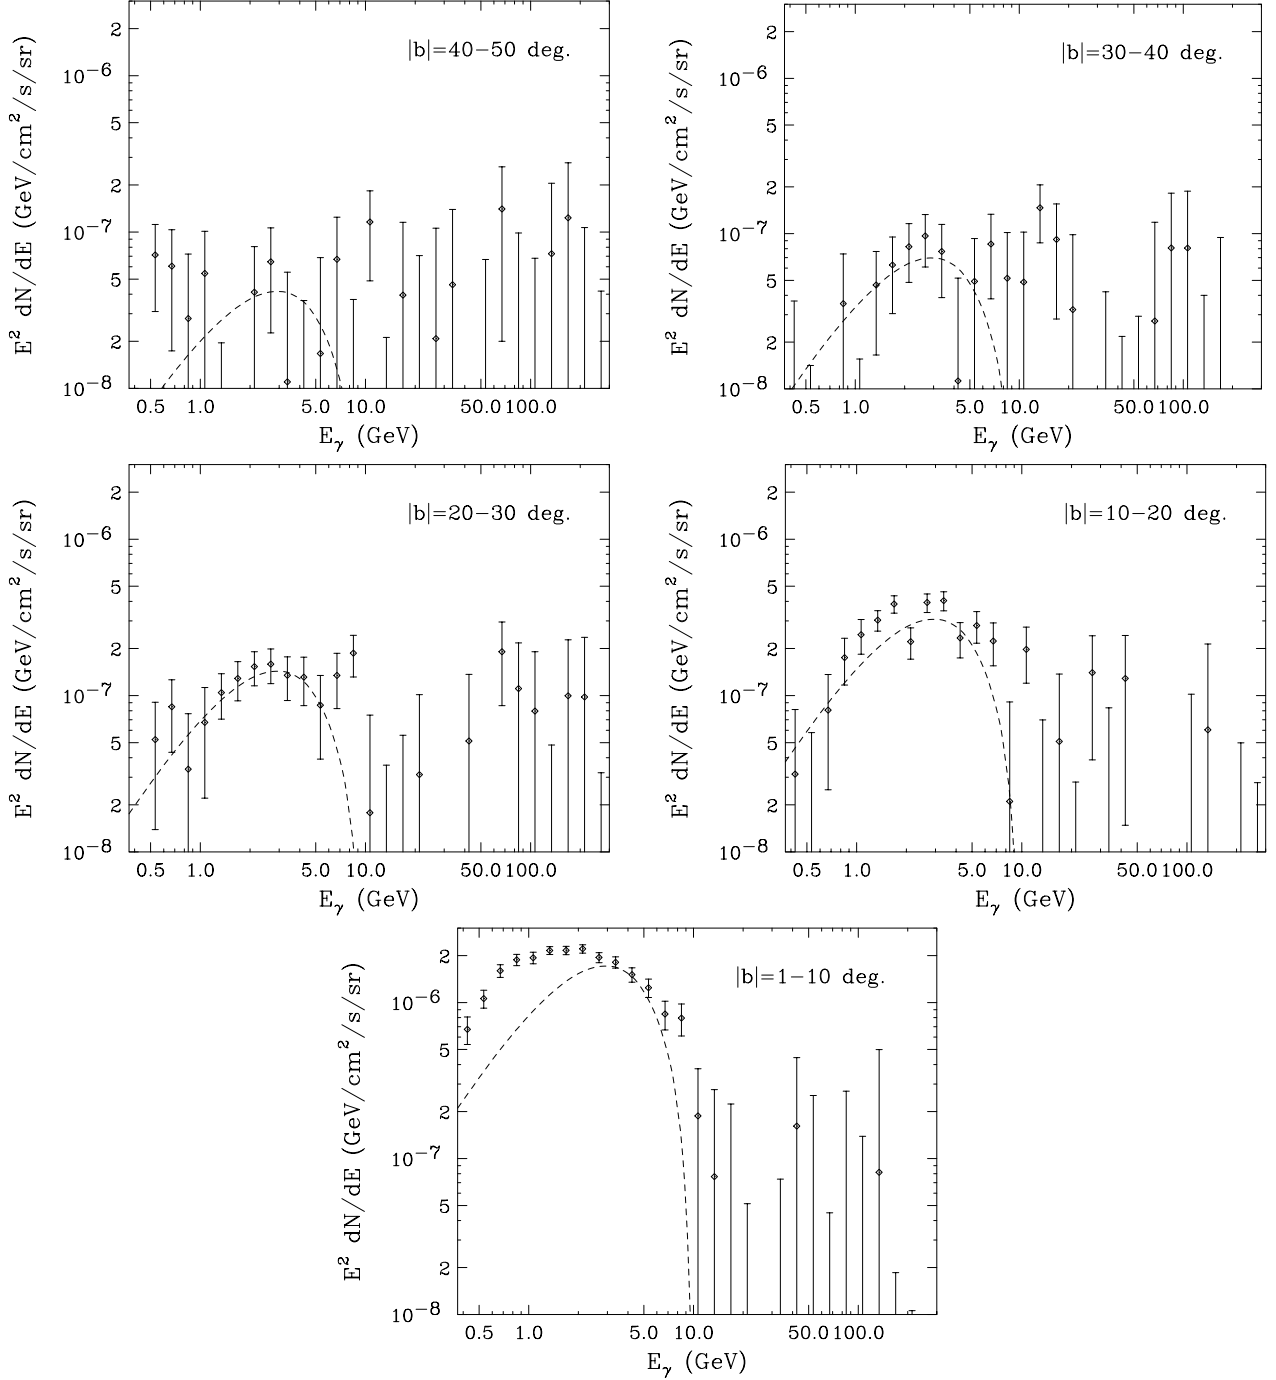 |b|=40−50 deg.
E² dN/dE (GeV/cm²/s/sr)
2
10⁻⁶
5
2
10⁻⁷
5
2
10⁻⁸
0.5 1.0 5.0 10.0 50.0 100.0
E_γ (GeV)
|b|=30−40 deg.
E² dN/dE (GeV/cm²/s/sr)
2
10⁻⁶
5
2
10⁻⁷
5
2
10⁻⁸
0.5 1.0 5.0 10.0 50.0 100.0
E_γ (GeV)
|b|=20−30 deg.
E² dN/dE (GeV/cm²/s/sr)
2
10⁻⁶
5
2
10⁻⁷
5
2
10⁻⁸
0.5 1.0 5.0 10.0 50.0 100.0
E_γ (GeV)
|b|=10−20 deg.
E² dN/dE (GeV/cm²/s/sr)
2
10⁻⁶
5
2
10⁻⁷
5
2
10⁻⁸
0.5 1.0 5.0 10.0 50.0 100.0
E_γ (GeV)
|b|=1−10 deg.
E² dN/dE (GeV/cm²/s/sr)
2
10⁻⁶
5
2
10⁻⁷
5
2
10⁻⁸
0.5 1.0 5.0 10.0 50.0 100.0
E_γ (GeV)